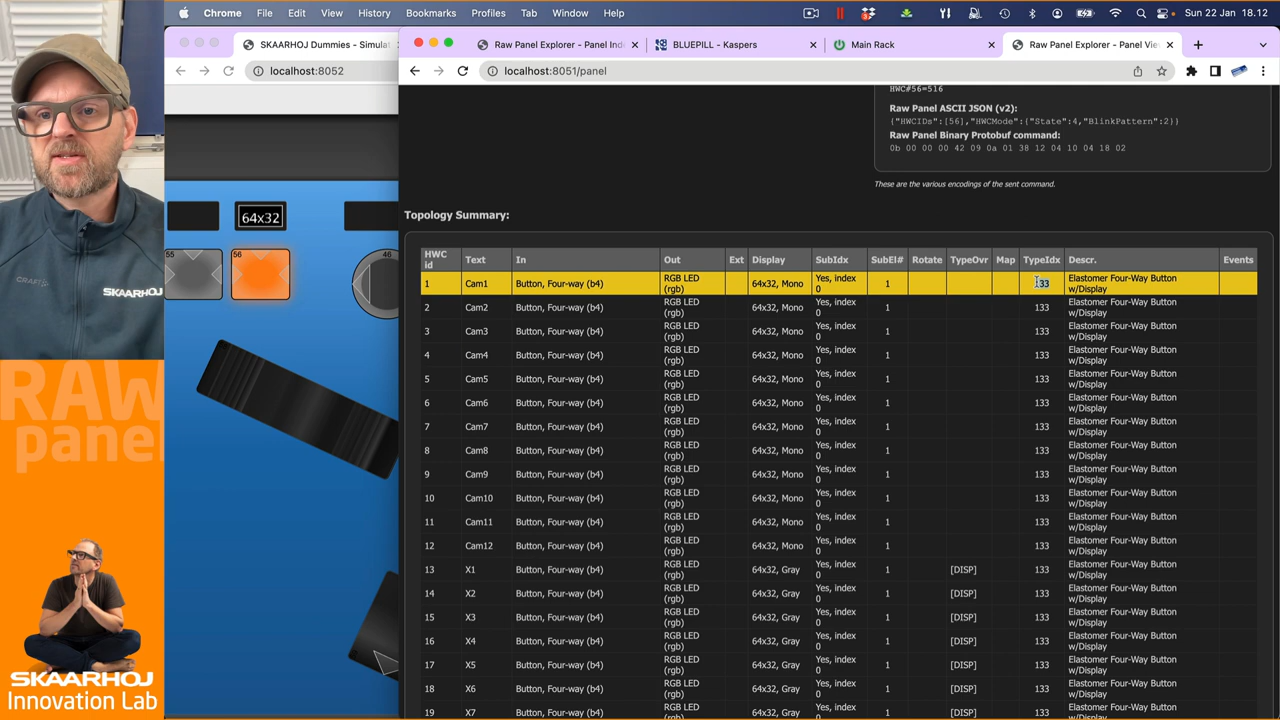 Chrome File Edit View History Bookmarks Profiles Tab Window Help
Sun 22 Jan 18.12
SKAARHOJ Dummies - Simula
Raw Panel Explorer - Panel Ind
BLUEPILL - Kaspers
Main Rack
Raw Panel Explorer - Panel Vie
localhost:8052
localhost:8051/panel
HWC#56=516
Raw Panel ASCII JSON (v2):
{"HWCIDs":[56],"HWCMode":{"State":4,"BlinkPattern":2}}
Raw Panel Binary Protobuf command:
0b 00 00 00 42 09 0a 01 38 12 04 10 04 18 02
These are the various encodings of the sent command.
CRAFT
SKAARHOJ
64x32
55
56
46
Topology Summary:
HWC id Text In Out Ext Display SubIdx SubEl# Rotate TypeOvr Map TypeIdx Descr. Events
1 Cam1 Button, Four-way (b4) RGB LED (rgb) 64x32, Mono Yes, index 0 1 133 Elastomer Four-Way Button w/Display
2 Cam2 Button, Four-way (b4) RGB LED (rgb) 64x32, Mono Yes, index 0 1 133 Elastomer Four-Way Button w/Display
3 Cam3 Button, Four-way (b4) RGB LED (rgb) 64x32, Mono Yes, index 0 1 133 Elastomer Four-Way Button w/Display
4 Cam4 Button, Four-way (b4) RGB LED (rgb) 64x32, Mono Yes, index 0 1 133 Elastomer Four-Way Button w/Display
5 Cam5 Button, Four-way (b4) RGB LED (rgb) 64x32, Mono Yes, index 0 1 133 Elastomer Four-Way Button w/Display
6 Cam6 Button, Four-way (b4) RGB LED (rgb) 64x32, Mono Yes, index 0 1 133 Elastomer Four-Way Button w/Display
7 Cam7 Button, Four-way (b4) RGB LED (rgb) 64x32, Mono Yes, index 0 1 133 Elastomer Four-Way Button w/Display
8 Cam8 Button, Four-way (b4) RGB LED (rgb) 64x32, Mono Yes, index 0 1 133 Elastomer Four-Way Button w/Display
9 Cam9 Button, Four-way (b4) RGB LED (rgb) 64x32, Mono Yes, index 0 1 133 Elastomer Four-Way Button w/Display
10 Cam10 Button, Four-way (b4) RGB LED (rgb) 64x32, Mono Yes, index 0 1 133 Elastomer Four-Way Button w/Display
11 Cam11 Button, Four-way (b4) RGB LED (rgb) 64x32, Mono Yes, index 0 1 133 Elastomer Four-Way Button w/Display
12 Cam12 Button, Four-way (b4) RGB LED (rgb) 64x32, Mono Yes, index 0 1 133 Elastomer Four-Way Button w/Display
13 X1 Button, Four-way (b4) RGB LED (rgb) 64x32, Gray Yes, index 0 1 [DISP] 133 Elastomer Four-Way Button w/Display
14 X2 Button, Four-way (b4) RGB LED (rgb) 64x32, Gray Yes, index 0 1 [DISP] 133 Elastomer Four-Way Button w/Display
15 X3 Button, Four-way (b4) RGB LED (rgb) 64x32, Gray Yes, index 0 1 [DISP] 133 Elastomer Four-Way Button w/Display
16 X4 Button, Four-way (b4) RGB LED (rgb) 64x32, Gray Yes, index 0 1 [DISP] 133 Elastomer Four-Way Button w/Display
17 X5 Button, Four-way (b4) RGB LED (rgb) 64x32, Gray Yes, index 0 1 [DISP] 133 Elastomer Four-Way Button w/Display
18 X6 Button, Four-way (b4) RGB LED (rgb) 64x32, Gray Yes, index 0 1 [DISP] 133 Elastomer Four-Way Button w/Display
19 X7 Button, Four-way (b4) RGB LED (rgb) 64x32, Gray Yes, index 0 1 [DISP] 133 Elastomer Four-Way Button
RAW
panel
SKAARHOJ
Innovation Lab